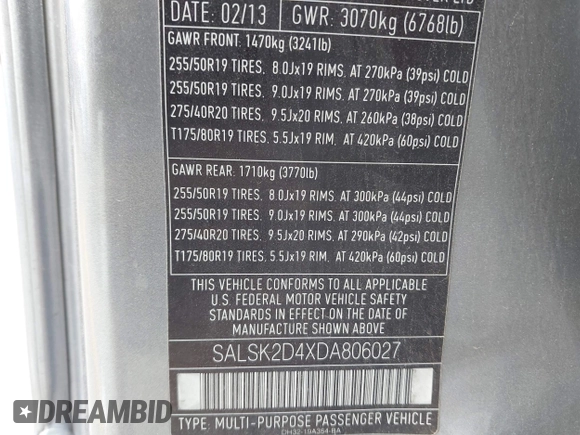 DATE: 02/13 GWR: 3070kg (6768lb)
GAWR FRONT: 1470kg (3241lb)
255/50R19 TIRES, 8.0Jx19 RIMS, AT 270kPa (39psi) COLD
255/50R19 TIRES, 9.0Jx19 RIMS, AT 270kPa (39psi) COLD
275/40R20 TIRES, 9.5Jx20 RIMS, AT 260kPa (38psi) COLD
T175/80R19 TIRES, 5.5Jx19 RIM, AT 420kPa (60psi) COLD
GAWR REAR: 1710kg (3770lb)
255/50R19 TIRES, 8.0Jx19 RIMS, AT 300kPa (44psi) COLD
255/50R19 TIRES, 9.0Jx19 RIMS, AT 300kPa (44psi) COLD
275/40R20 TIRES, 9.5Jx20 RIMS, AT 290kPa (42psi) COLD
T175/80R19 TIRES, 5.5Jx19 RIM, AT 420kPa (60psi) COLD
THIS VEHICLE CONFORMS TO ALL APPLICABLE
U.S. FEDERAL MOTOR VEHICLE SAFETY
STANDARDS IN EFFECT ON THE DATE OF
MANUFACTURE SHOWN ABOVE
SALSK2D4XDA806027
TYPE: MULTI-PURPOSE PASSENGER VEHICLE
DREAMBID